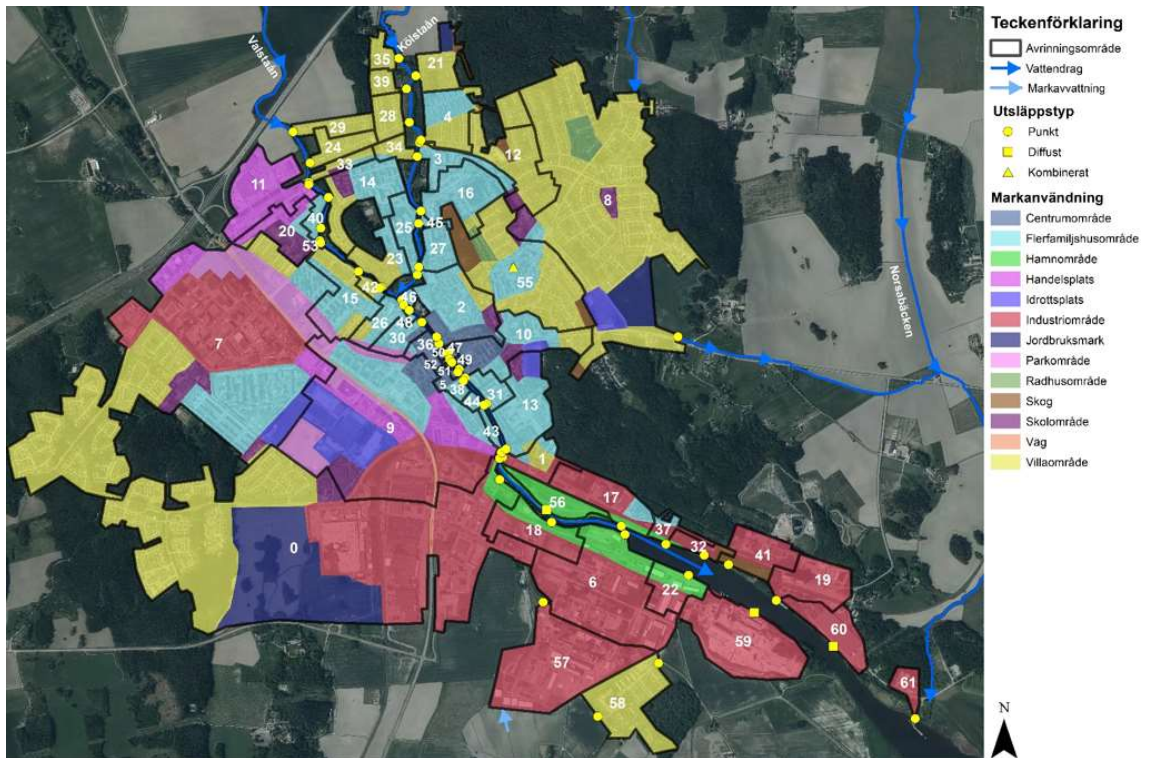 Teckenförklaring
Avrinningsområde
Vattendrag
Markavvattning
Utsläppstyp
Punkt
Diffust
Kombinerat
Markanvändning
Centrumområde
Flerfamiljshusområde
Hamnområde
Handelsplats
Idrottsplats
Industriområde
Jordbruksmark
Parkområde
Radhusområde
Skog
Skolområde
Väg
Villaområde
N
Valstaån
Kölstaån
Norsabäcken
35
21
39
4
28
29
24
34
33
3
12
14
16
11
8
40
20
25
45
53
23
27
55
42
15
46
2
26
48
30
10
7
36
47
50
52
49
51
5
38
44
31
13
9
43
1
56
17
18
37
32
41
0
6
22
19
59
60
57
61
58